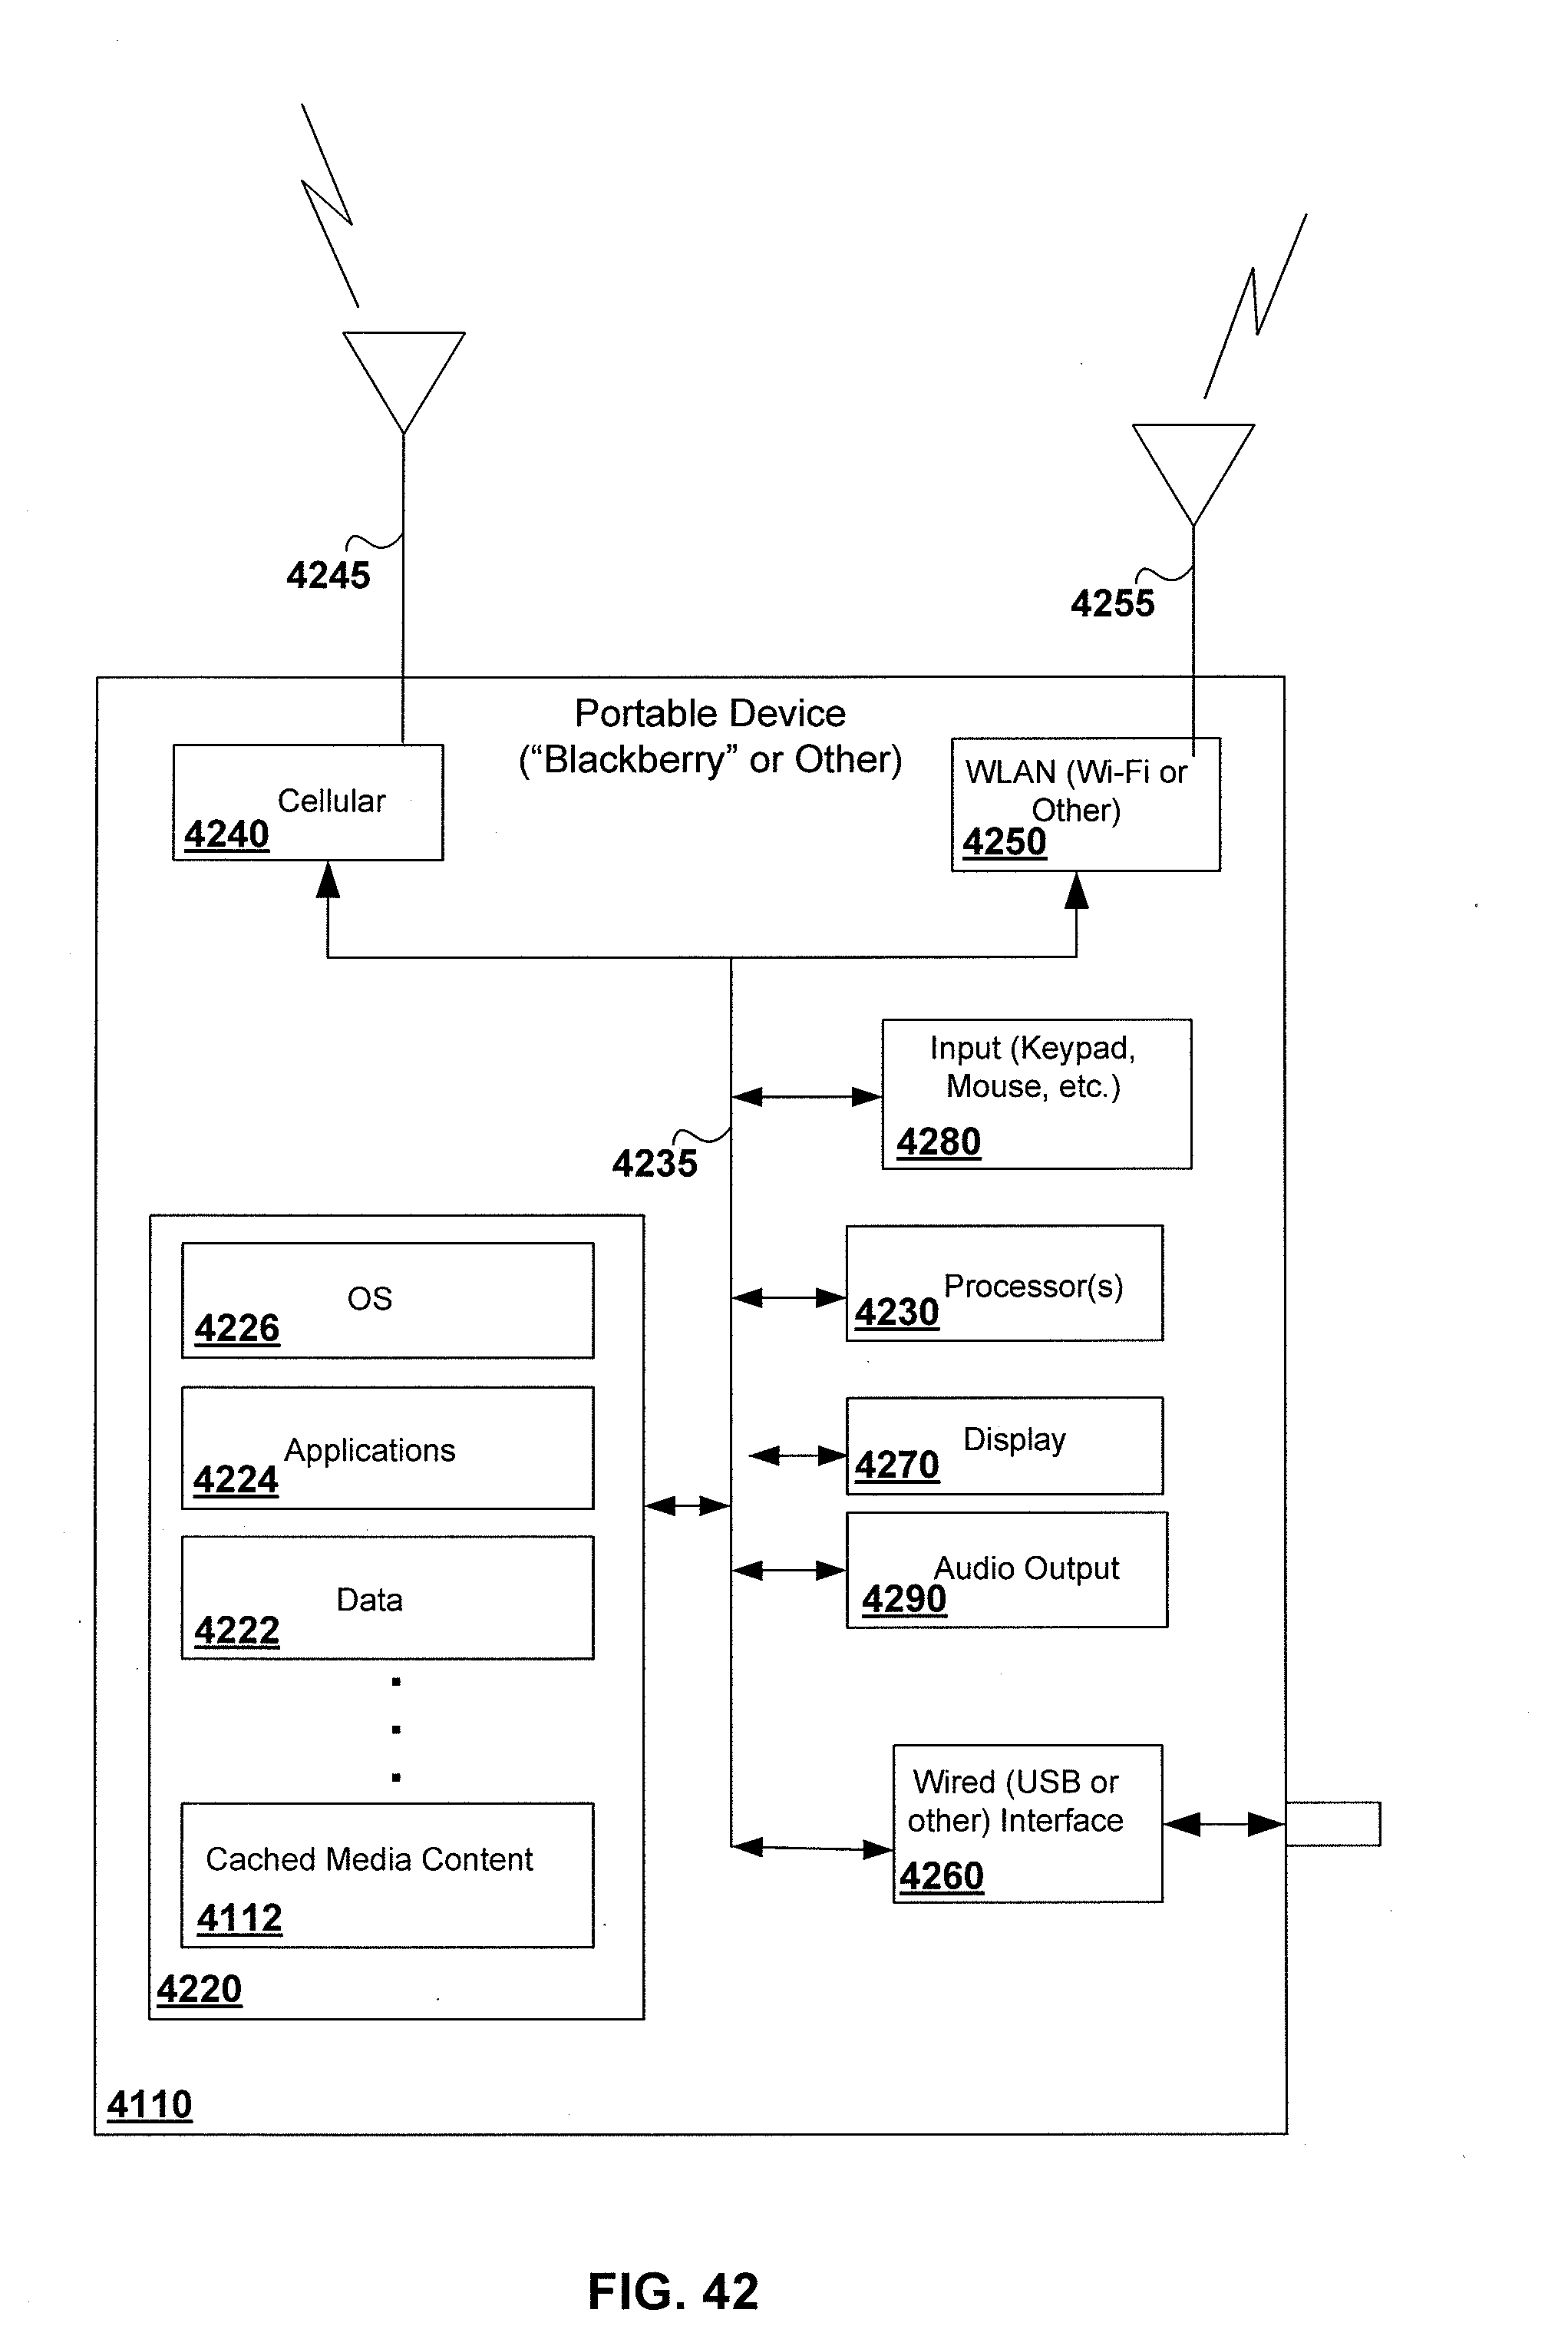 4245
4255
Portable Device
(“Blackberry” or Other)
Cellular
4240
WLAN (Wi-Fi or
Other)
4250
Input (Keypad,
Mouse, etc.)
4280
4235
OS
4226
Processor(s)
4230
Applications
4224
Display
4270
Data
4222
Audio Output
4290
Wired (USB or
other) Interface
4260
Cached Media Content
4112
4220
4110
FIG. 42